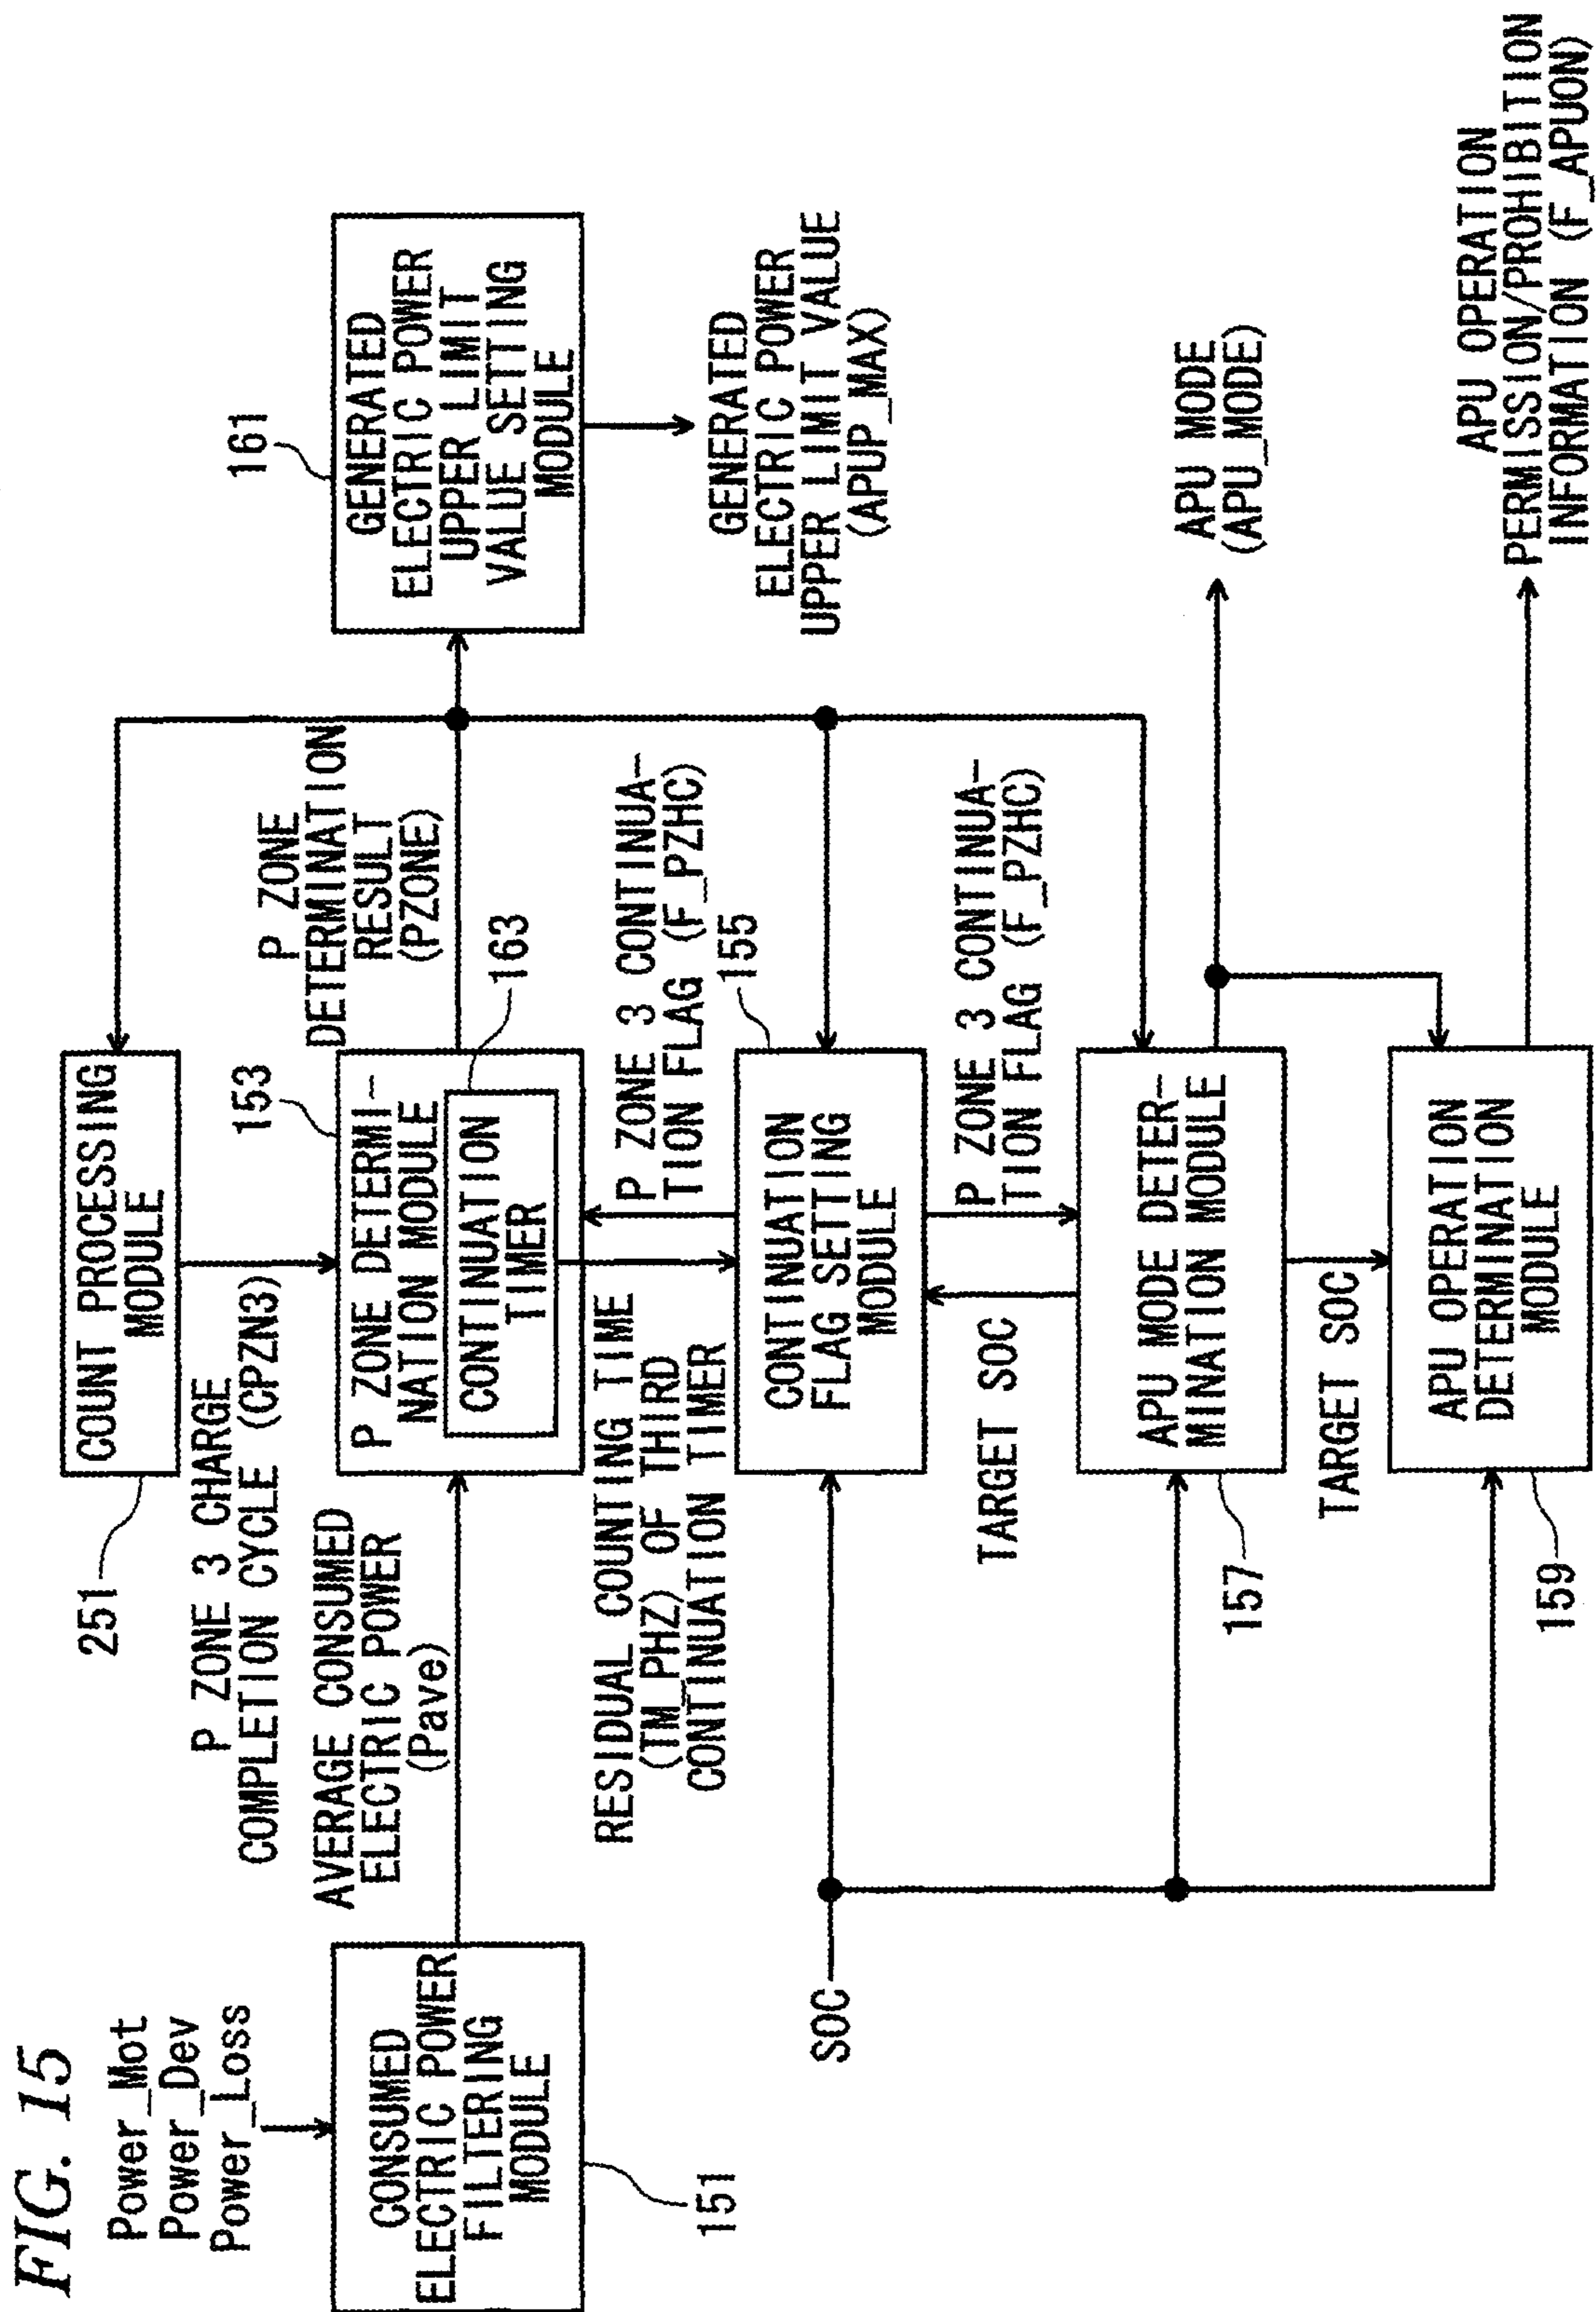 FIG. 15
Power_Mot
Power_Dev
Power_Loss
CONSUMED
ELECTRIC POWER
FILTERING
MODULE
151
AVERAGE CONSUMED
ELECTRIC POWER
(Pave)
251
COUNT PROCESSING
MODULE
P ZONE 3 CHARGE
COMPLETION CYCLE (CPZN3)
153
P ZONE DETERMI-
NATION MODULE
CONTINUATION
TIMER
163
P ZONE
DETERMINATION
RESULT
(PZONE)
161
GENERATED
ELECTRIC POWER
UPPER LIMIT
VALUE SETTING
MODULE
GENERATED
ELECTRIC POWER
UPPER LIMIT VALUE
(APUP_MAX)
RESIDUAL COUNTING TIME
(TM_PHZ) OF THIRD
CONTINUATION TIMER
P ZONE 3 CONTINUA-
TION FLAG (F_PZHC)
155
CONTINUATION
FLAG SETTING
MODULE
SOC
TARGET SOC
P ZONE 3 CONTINUA-
TION FLAG (F_PZHC)
APU MODE DETER-
MINATION MODULE
157
APU MODE
(APU_MODE)
TARGET SOC
APU OPERATION
DETERMINATION
MODULE
159
APU OPERATION
PERMISSION/PROHIBITION
INFORMATION (F_APUON)